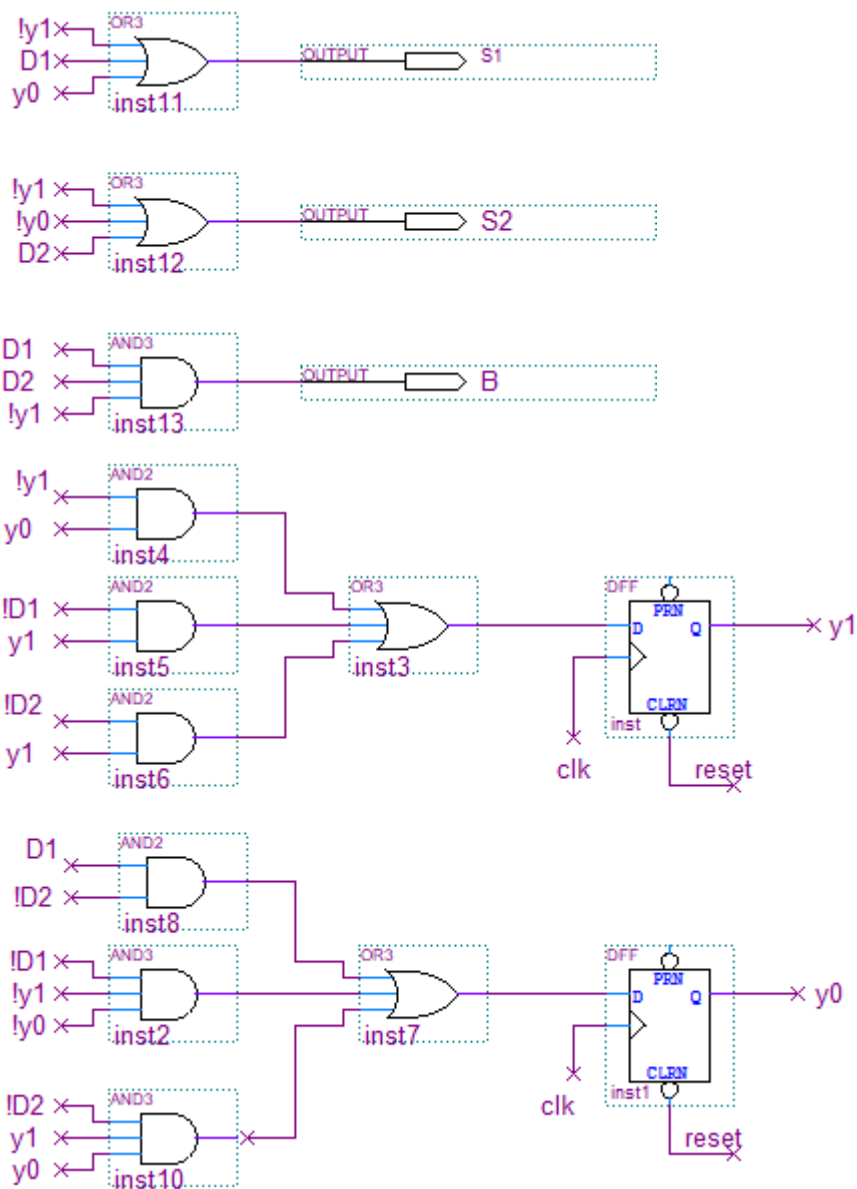 OR3
!y1
D1
y0
inst11
OUTPUT
S1
OR3
!y1
!y0
D2
inst12
OUTPUT
S2
AND3
D1
D2
!y1
inst13
OUTPUT
B
AND2
!y1
y0
inst4
AND2
!D1
y1
inst5
AND2
!D2
y1
inst6
OR3
inst3
DFF
PRN
D Q
CLRN
inst
y1
clk
reset
AND2
D1
!D2
inst8
AND3
!D1
!y1
!y0
inst2
AND3
!D2
y1
y0
inst10
OR3
inst7
DFF
PRN
D Q
CLRN
inst1
y0
clk
reset